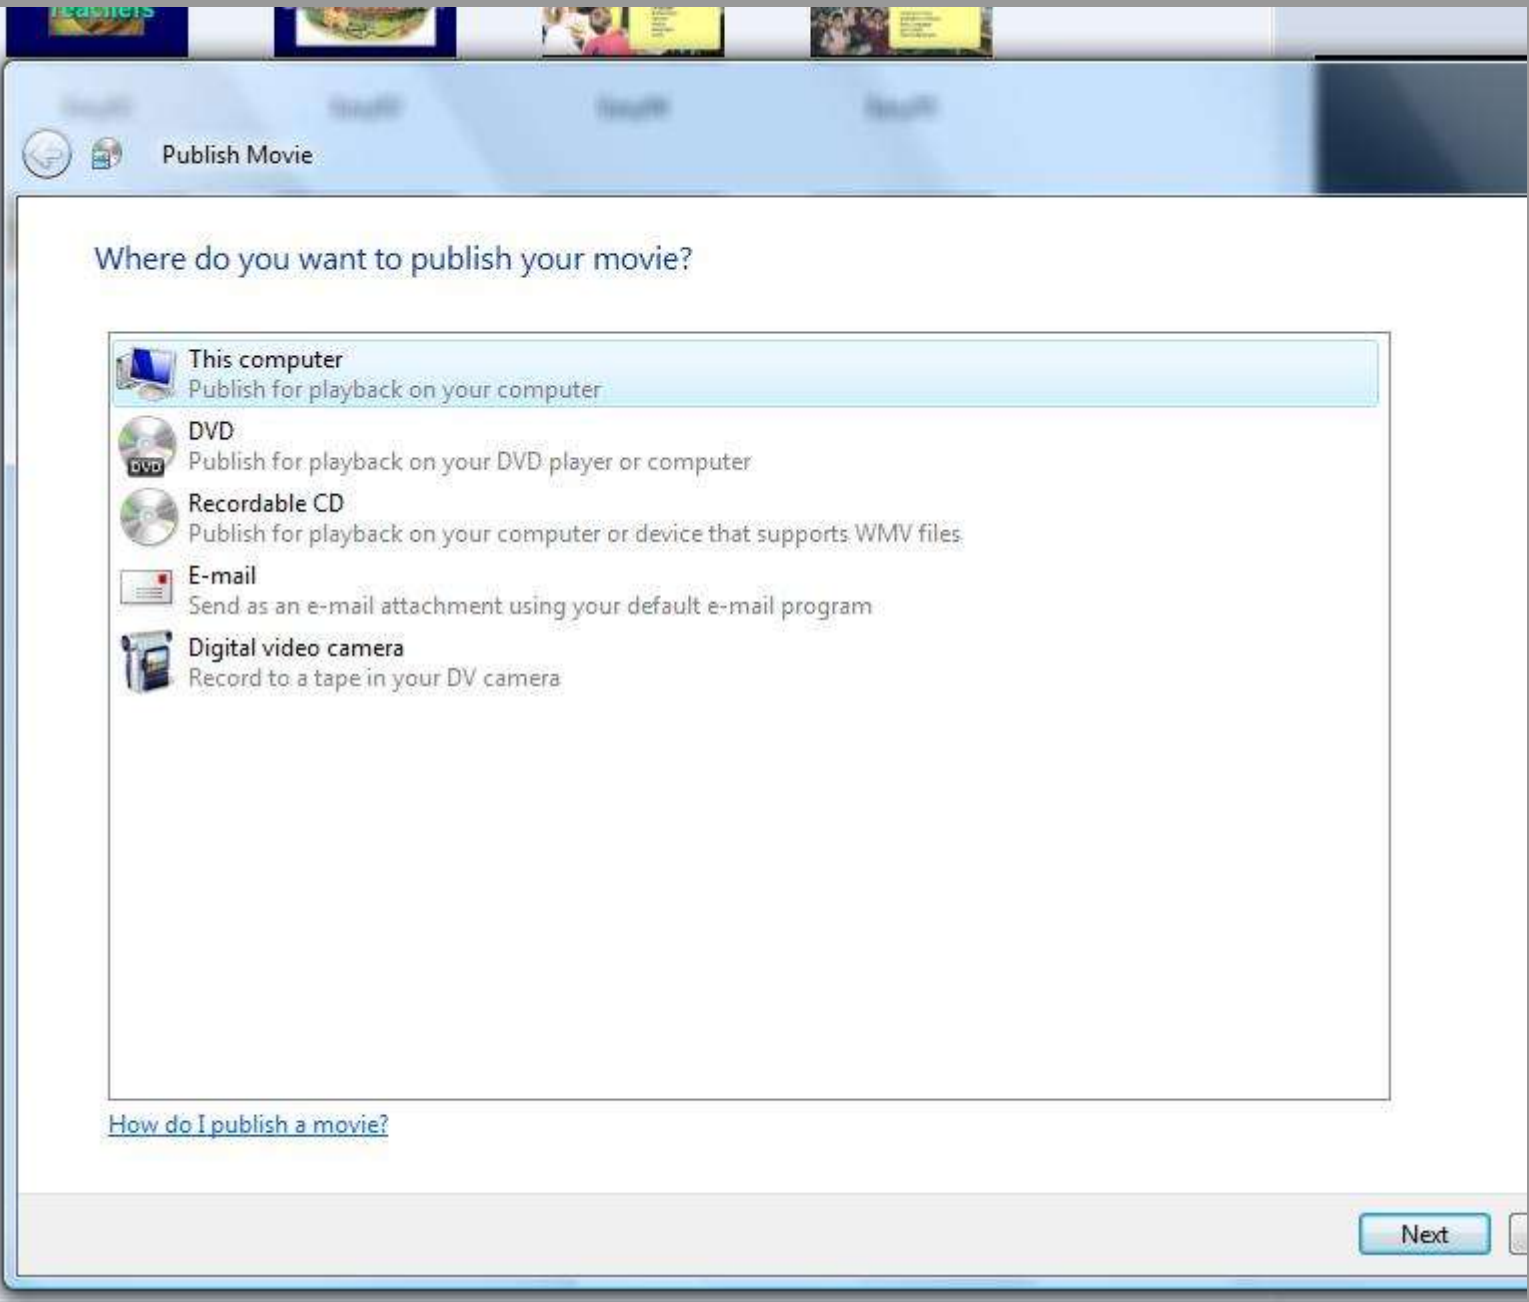 Teachers
Publish Movie
Where do you want to publish your movie?
This computer
Publish for playback on your computer
DVD
Publish for playback on your DVD player or computer
DVD
Recordable CD
Publish for playback on your computer or device that supports WMV files
E-mail
Send as an e-mail attachment using your default e-mail program
Digital video camera
Record to a tape in your DV camera
How do I publish a movie?
Next